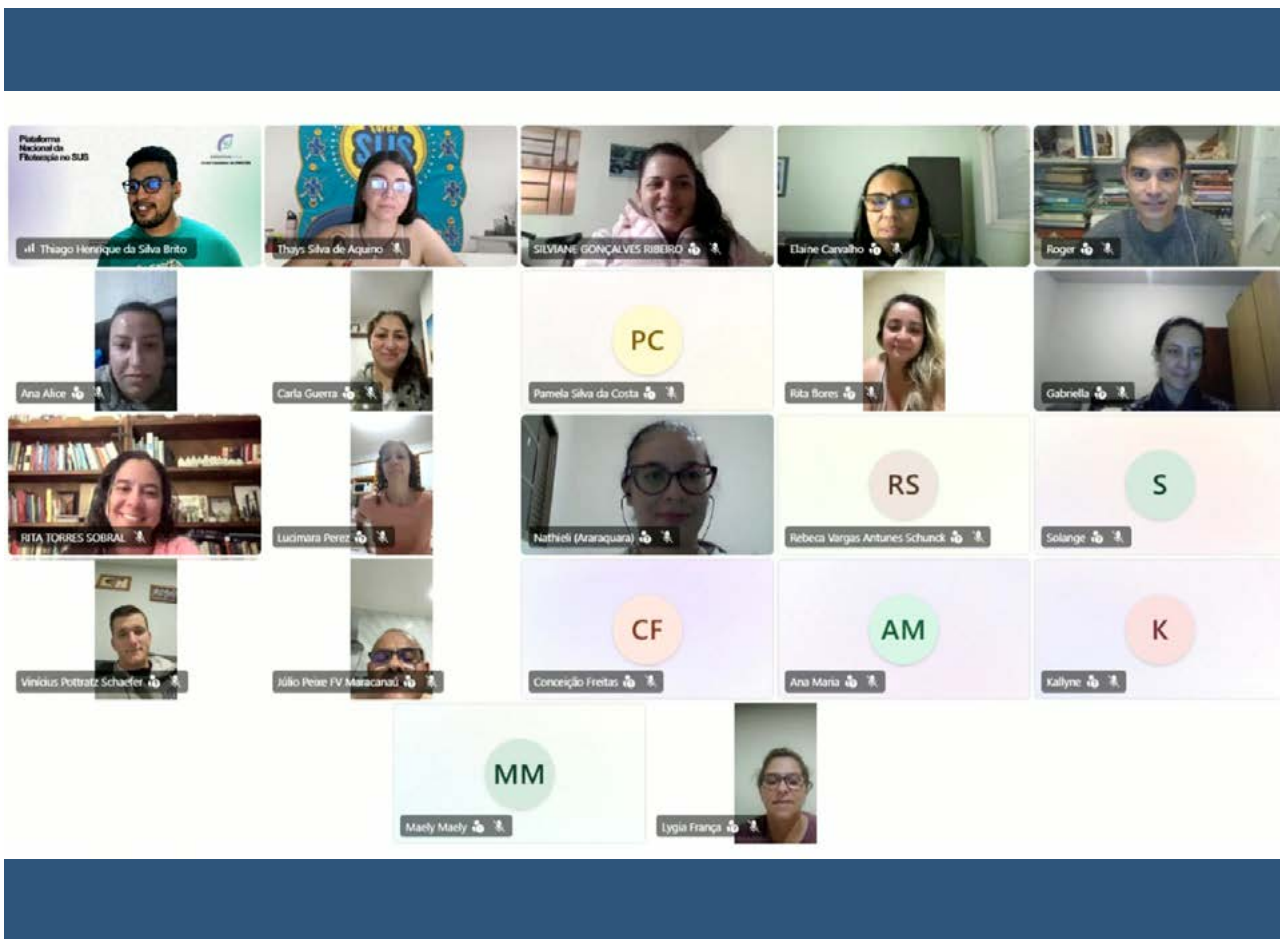 Plataforma
Nacional da
Fitoterapia no SUS
Thiago Henrique da Silva Brito
SUS
Thays Silva de Aquino
SILVIANE GONÇALVES RIBEIRO
Elaine Carvalho
Roger
Ana Alice
Carla Guerra
PC
Pamela Silva da Costa
Rita flores
Gabriella
RITA TORRES SOBRAL
Lucimara Perez
Nathieli (Araraquara)
RS
Rebeca Vargas Antunes Schunck
S
Solange
Vinícius Pottratz Schaefer
Júlio Peixe FV Maracanaú
CF
Conceição Freitas
AM
Ana Maria
K
Kallyne
MM
Maely Maely
Lygia França